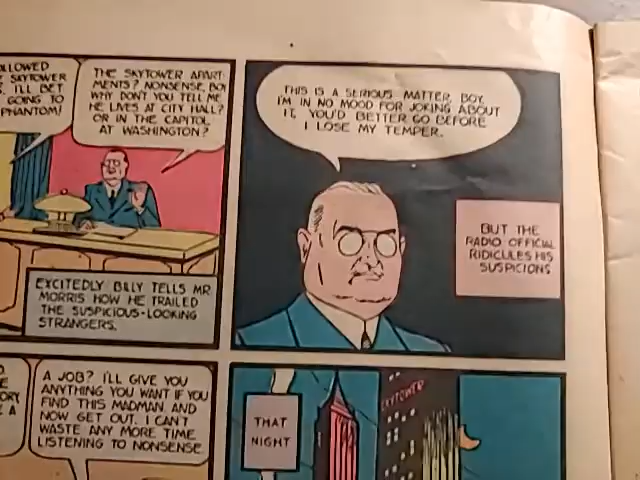 LLOWED
SKYTOWER
I'LL BET
GOING TO
PHANTOM!
THE SKYTOWER APART
MENTS? NONSENSE, BOY
WHY DON'T YOU TELL ME
HE LIVES AT CITY HALL?
OR IN THE CAPITOL
AT WASHINGTON?
EXCITEDLY BILLY TELLS MR
MORRIS HOW HE TRAILED
THE SUSPICIOUS-LOOKING
STRANGERS.
THIS IS A SERIOUS MATTER, BOY.
I'M IN NO MOOD FOR JOKING ABOUT
IT. YOU'D BETTER GO BEFORE
I LOSE MY TEMPER.
BUT THE
RADIO OFFICIAL
RIDICULES HIS
SUSPICIONS
A JOB? I'LL GIVE YOU
ANYTHING YOU WANT IF YOU
FIND THIS MADMAN. AND
NOW GET OUT. I CAN'T
WASTE ANY MORE TIME
LISTENING TO NONSENSE
THAT
NIGHT
SKYTOWER